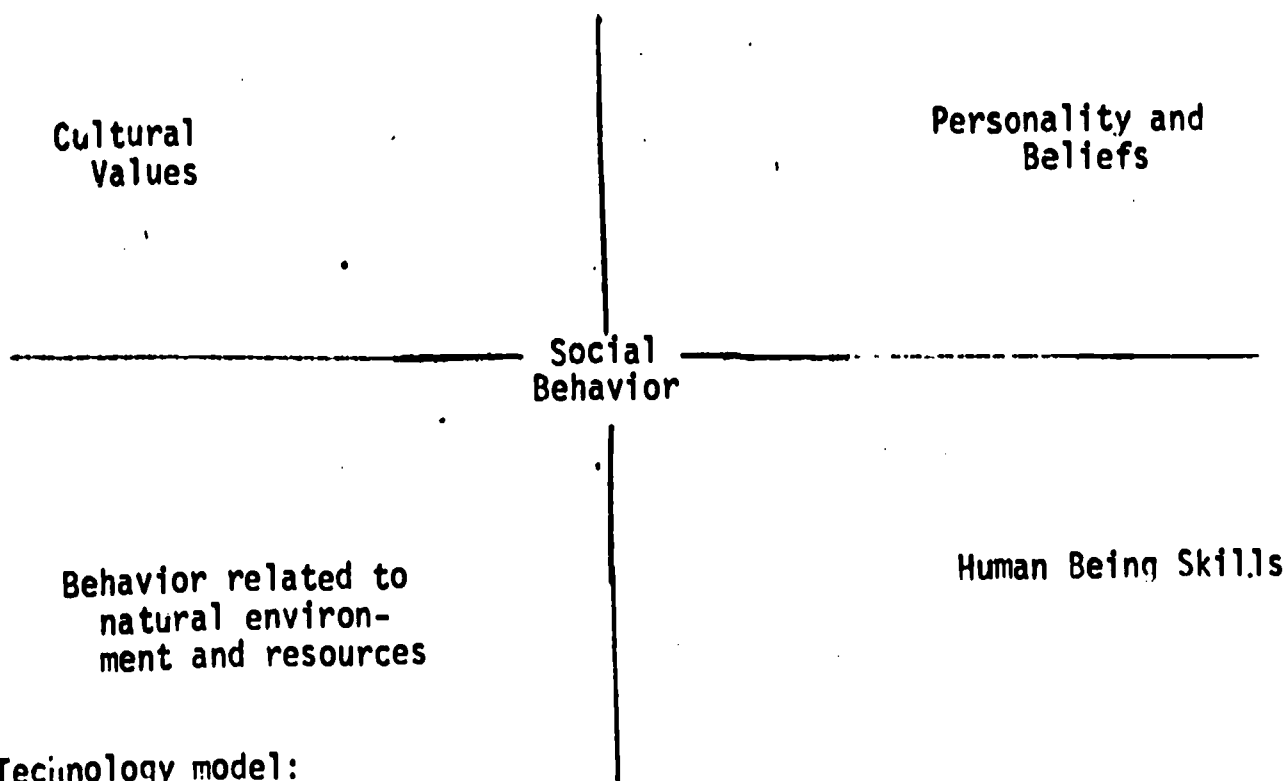 Cultural
Values
Personality and
Beliefs
Social
Behavior
Behavior related to
natural environ-
ment and resources
Human Being Skills
Technology model: